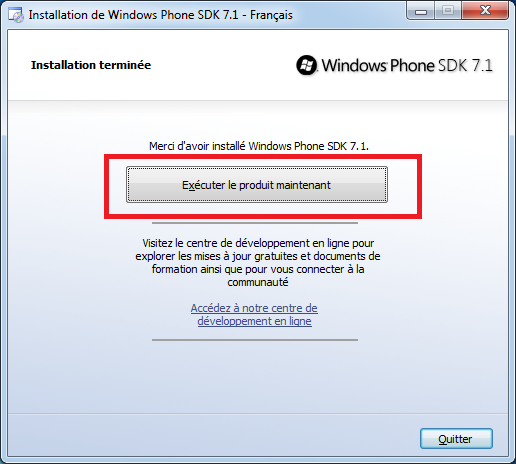 Installation de Windows Phone SDK 7.1 - Français
Installation terminée
Windows Phone SDK 7.1
Merci d'avoir installé Windows Phone SDK 7.1.
Exécuter le produit maintenant
Visitez le centre de développement en ligne pour
explorer les mises à jour gratuites et documents de
formation ainsi que pour vous connecter à la
communauté
Accédez à notre centre de
développement en ligne
Quitter